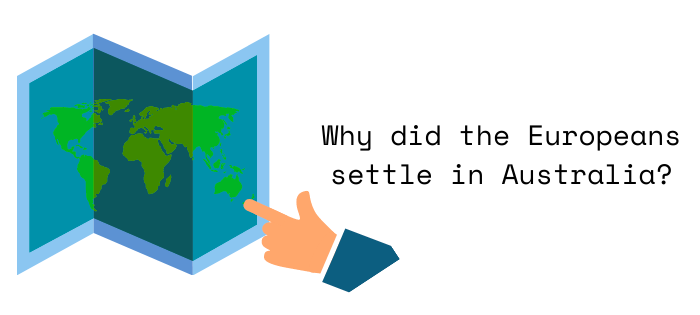 Why did the Europeans
settle in Australia?